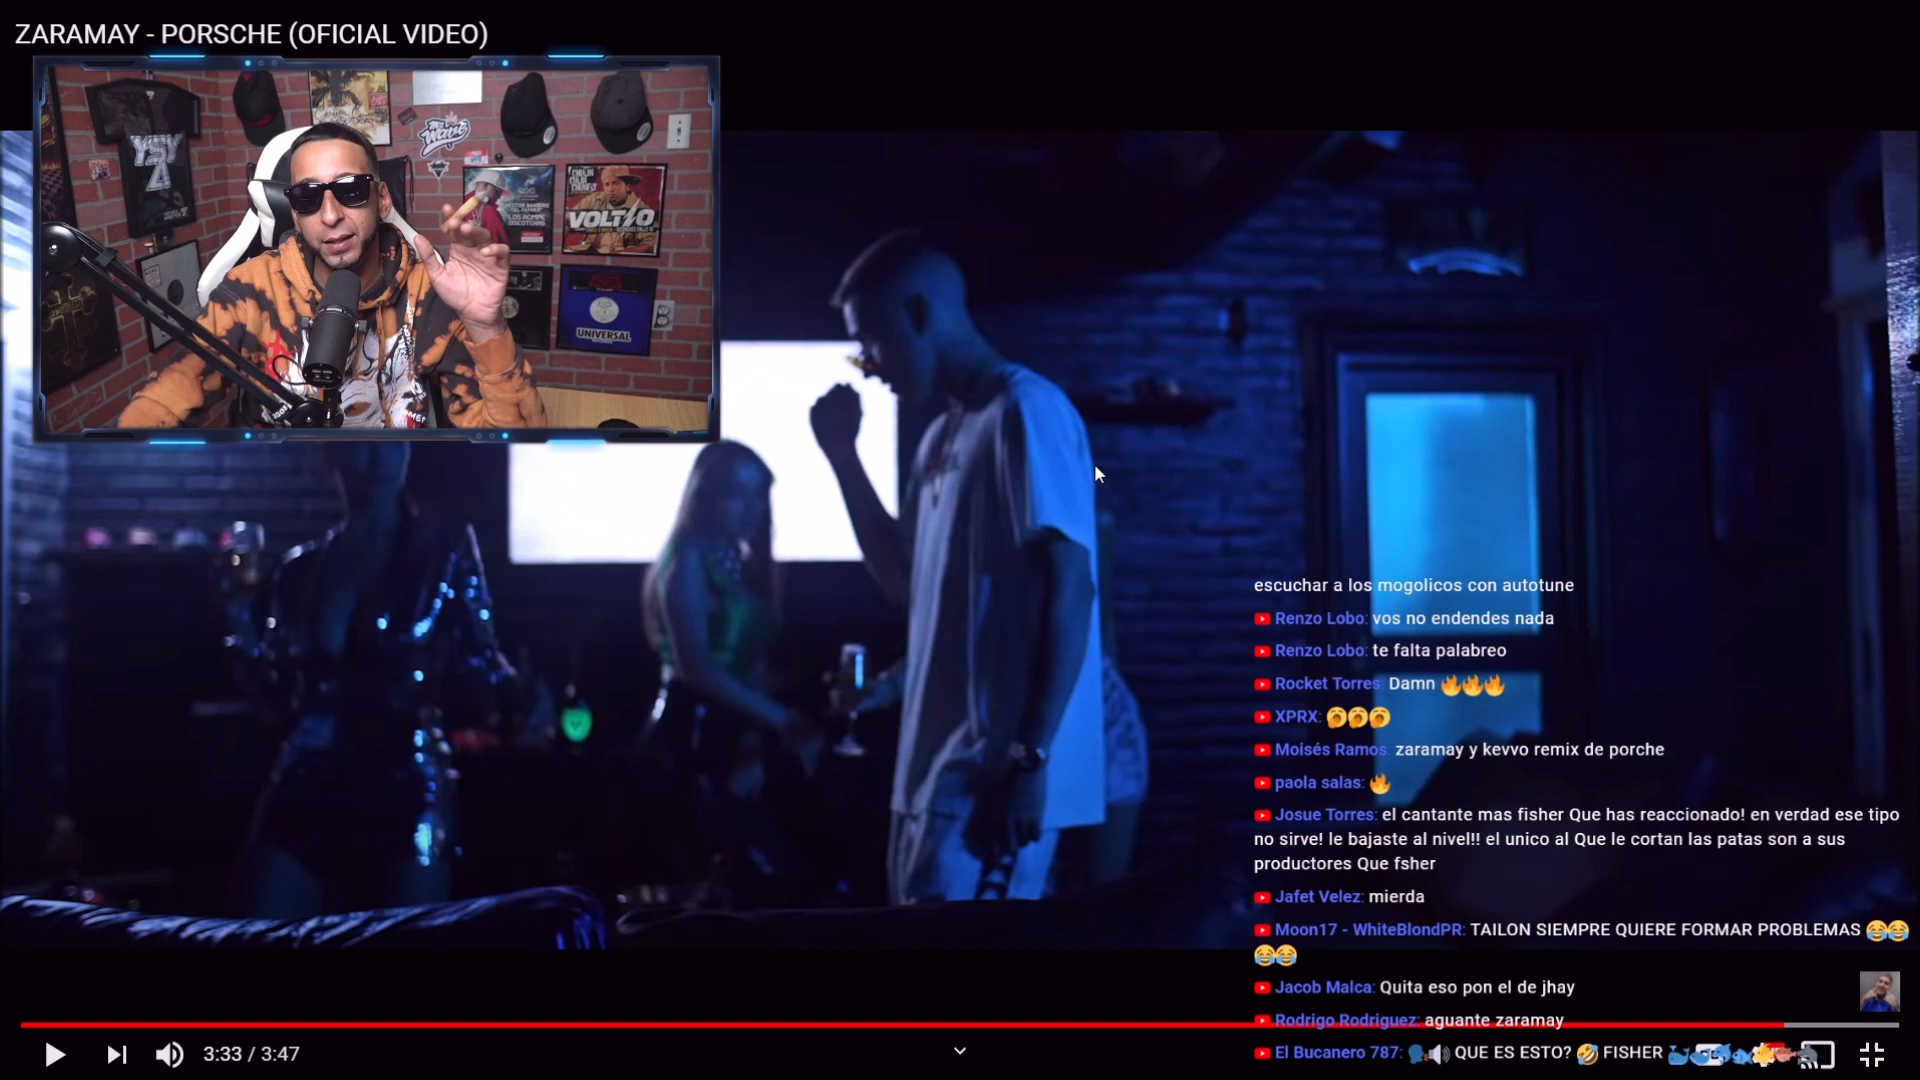 ZARAMAY - PORSCHE (OFICIAL VIDEO)
My Wave
VOLTIO
LOS ROMPE
DISCOTEKAS
UNIVERSAL
escuchar a los mogolicos con autotune
Renzo Lobo: vos no endendes nada
Renzo Lobo: te falta palabreo
Rocket Torres: Damn 🔥🔥🔥
XPRX: 🥱🥱🥱
Moisés Ramos: zaramay y kevvo remix de porche
paola salas: 🔥
Josue Torres: el cantante mas fisher Que has reaccionado! en verdad ese tipo
no sirve! le bajaste al nivel!! el unico al Que le cortan las patas son a sus
productores Que fsher
Jafet Velez: mierda
Moon17 - WhiteBlondPR: TAILON SIEMPRE QUIERE FORMAR PROBLEMAS 😂😂
😂😂
Jacob Malca: Quita eso pon el de jhay
Rodrigo Rodriguez: aguante zaramay
El Bucanero 787: 🗣🔊 QUE ES ESTO? 🤣 FISHER
3:33 / 3:47